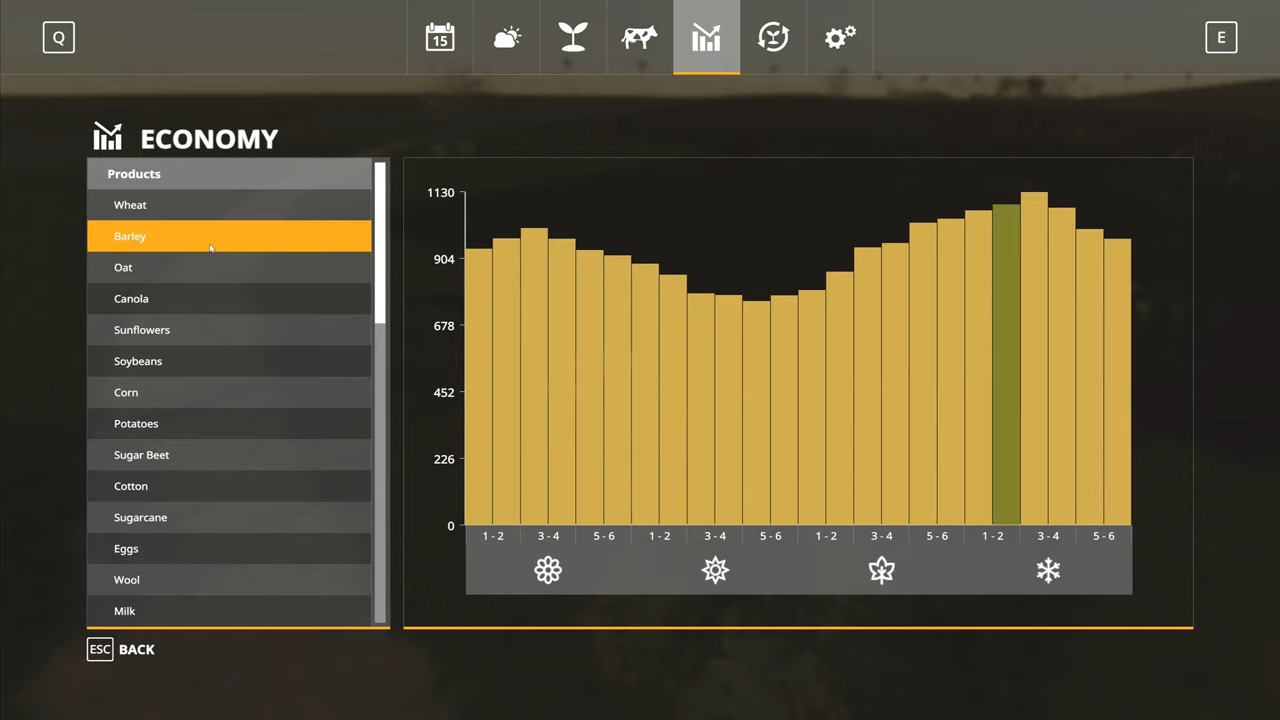 Q
15
E
ECONOMY
Products
Wheat
Barley
Oat
Canola
Sunflowers
Soybeans
Corn
Potatoes
Sugar Beet
Cotton
Sugarcane
Eggs
Wool
Milk
1130
904
678
452
226
0
1 - 2 3 - 4 5 - 6 1 - 2 3 - 4 5 - 6 1 - 2 3 - 4 5 - 6 1 - 2 3 - 4 5 - 6
ESC BACK